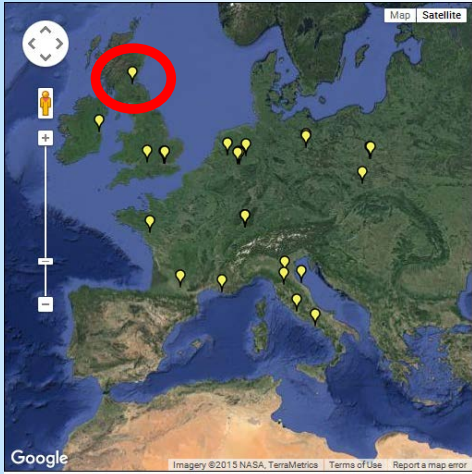 Map Satellite
+
−
Google
Imagery ©2015 NASA, TerraMetrics Terms of Use Report a map error